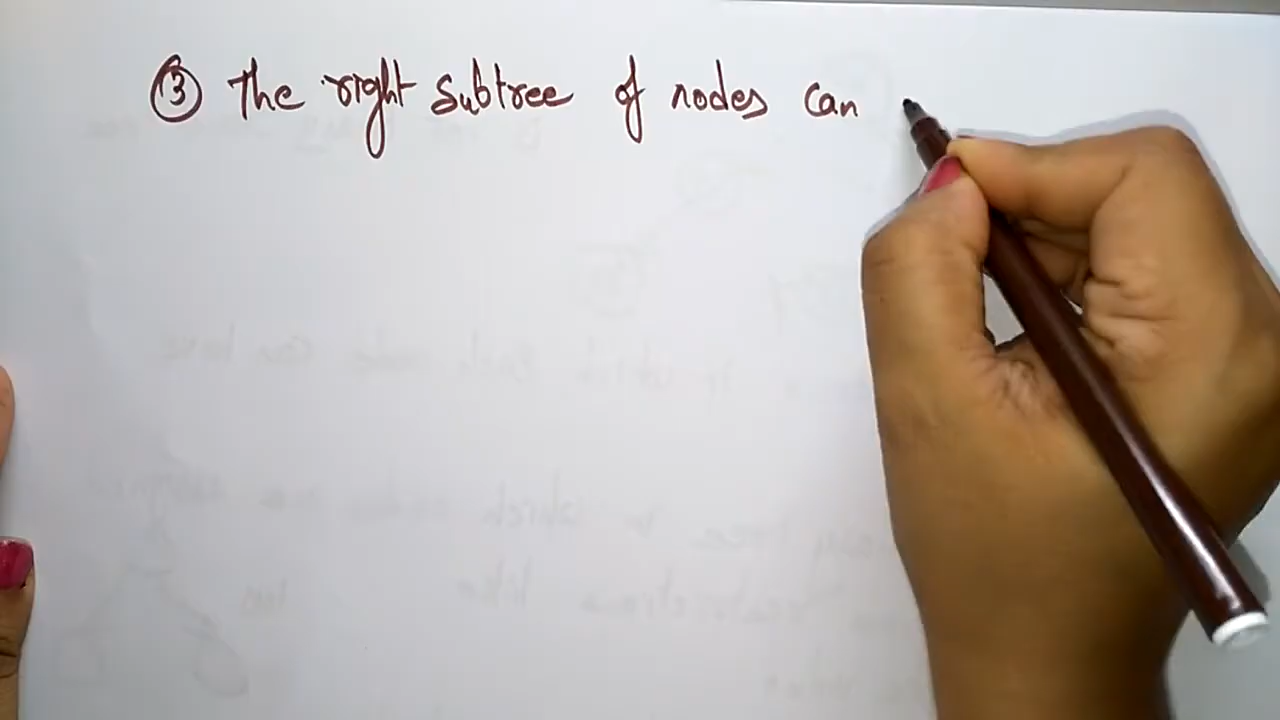 ③ The right subtree of nodes can